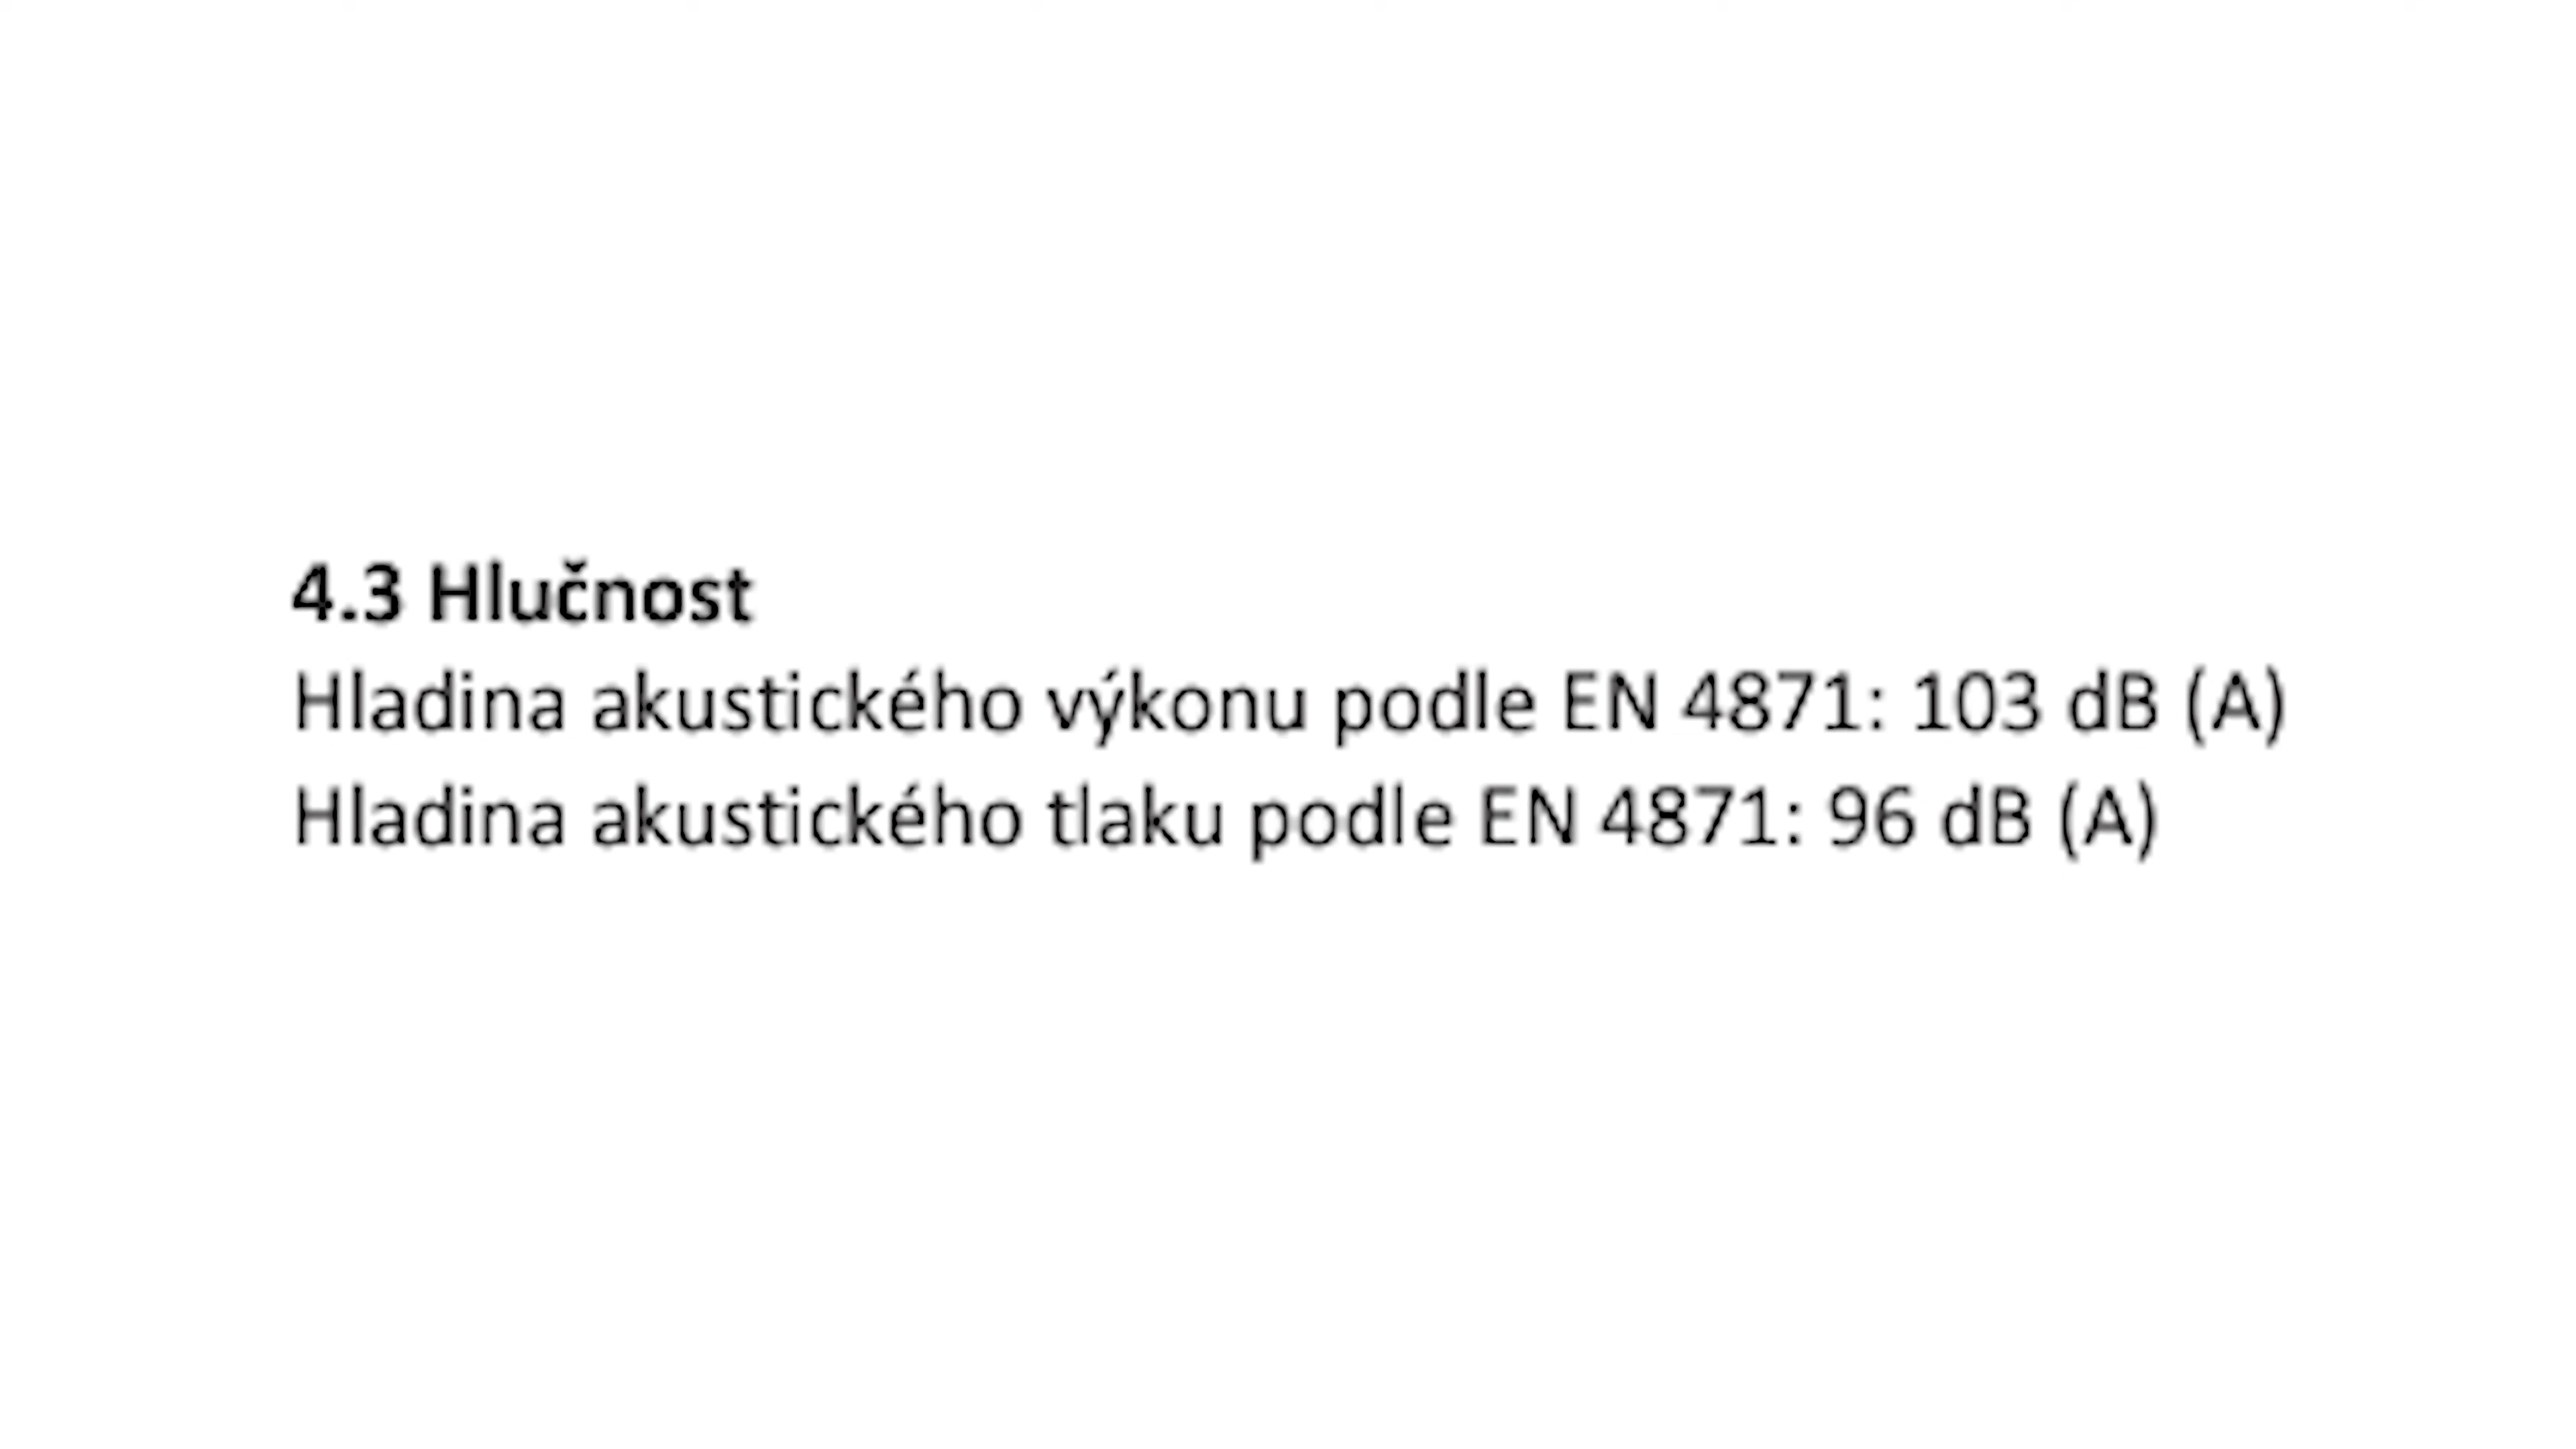 4.3 Hlučnost
Hladina akustického výkonu podle EN 4871: 103 dB (A)
Hladina akustického tlaku podle EN 4871: 96 dB (A)